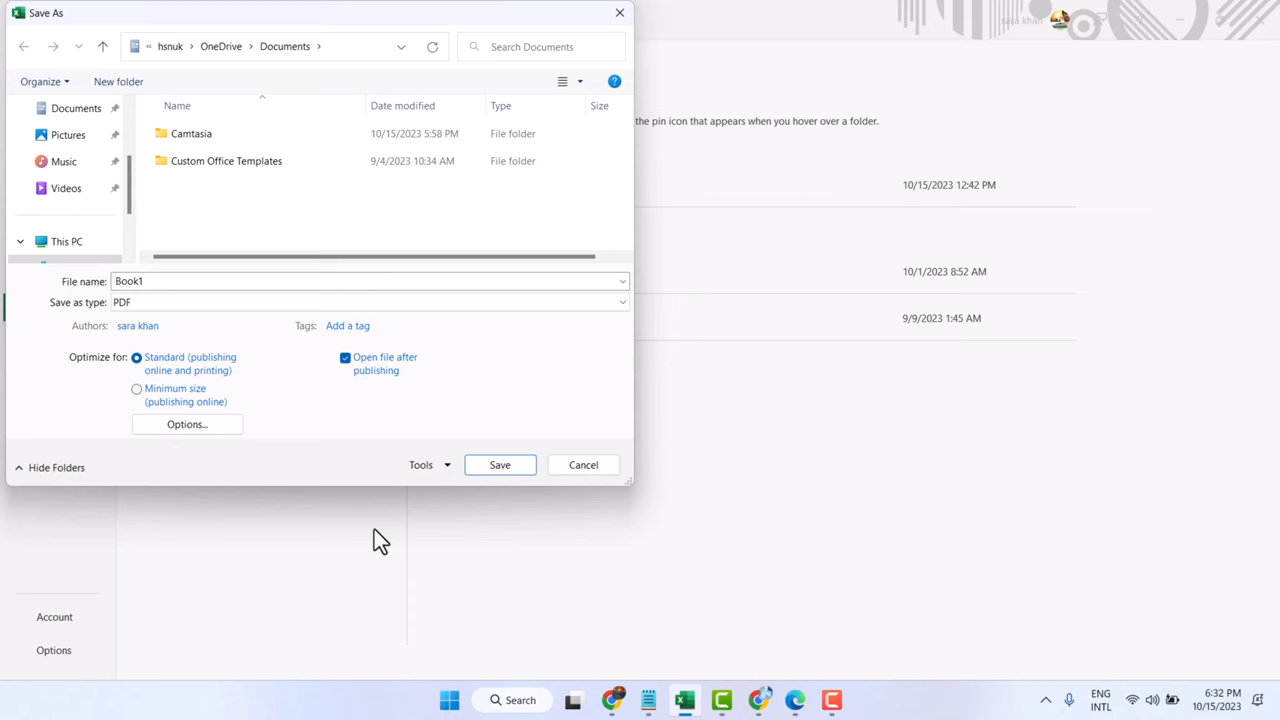 Save As
sara khan
hsnuk > OneDrive > Documents >
Search Documents
Organize
New folder
Documents
Pictures
Music
Videos
This PC
Name
Date modified
Type
Size
Camtasia
10/15/2023 5:58 PM
File folder
Custom Office Templates
9/4/2023 10:34 AM
File folder
the pin icon that appears when you hover over a folder.
10/15/2023 12:42 PM
10/1/2023 8:52 AM
9/9/2023 1:45 AM
File name:
Book1
Save as type:
PDF
Authors:
sara khan
Tags:
Add a tag
Optimize for:
Standard (publishing
online and printing)
Minimum size
(publishing online)
Open file after
publishing
Options...
Hide Folders
Tools
Save
Cancel
Account
Options
Search
ENG
INTL
6:32 PM
10/15/2023